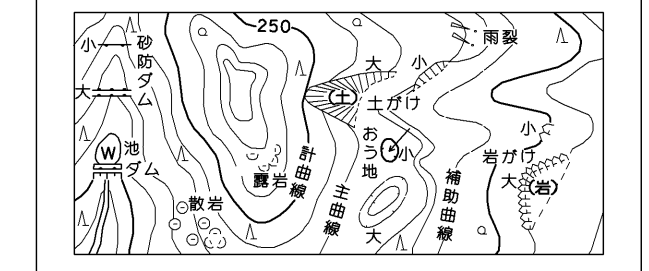 250
小
砂防ダム
大
W
池
ダム
散岩
露岩
計曲線
主曲線
大
小
土
土がけ
おう地
小
大
補助曲線
雨裂
小
岩がけ
大
岩